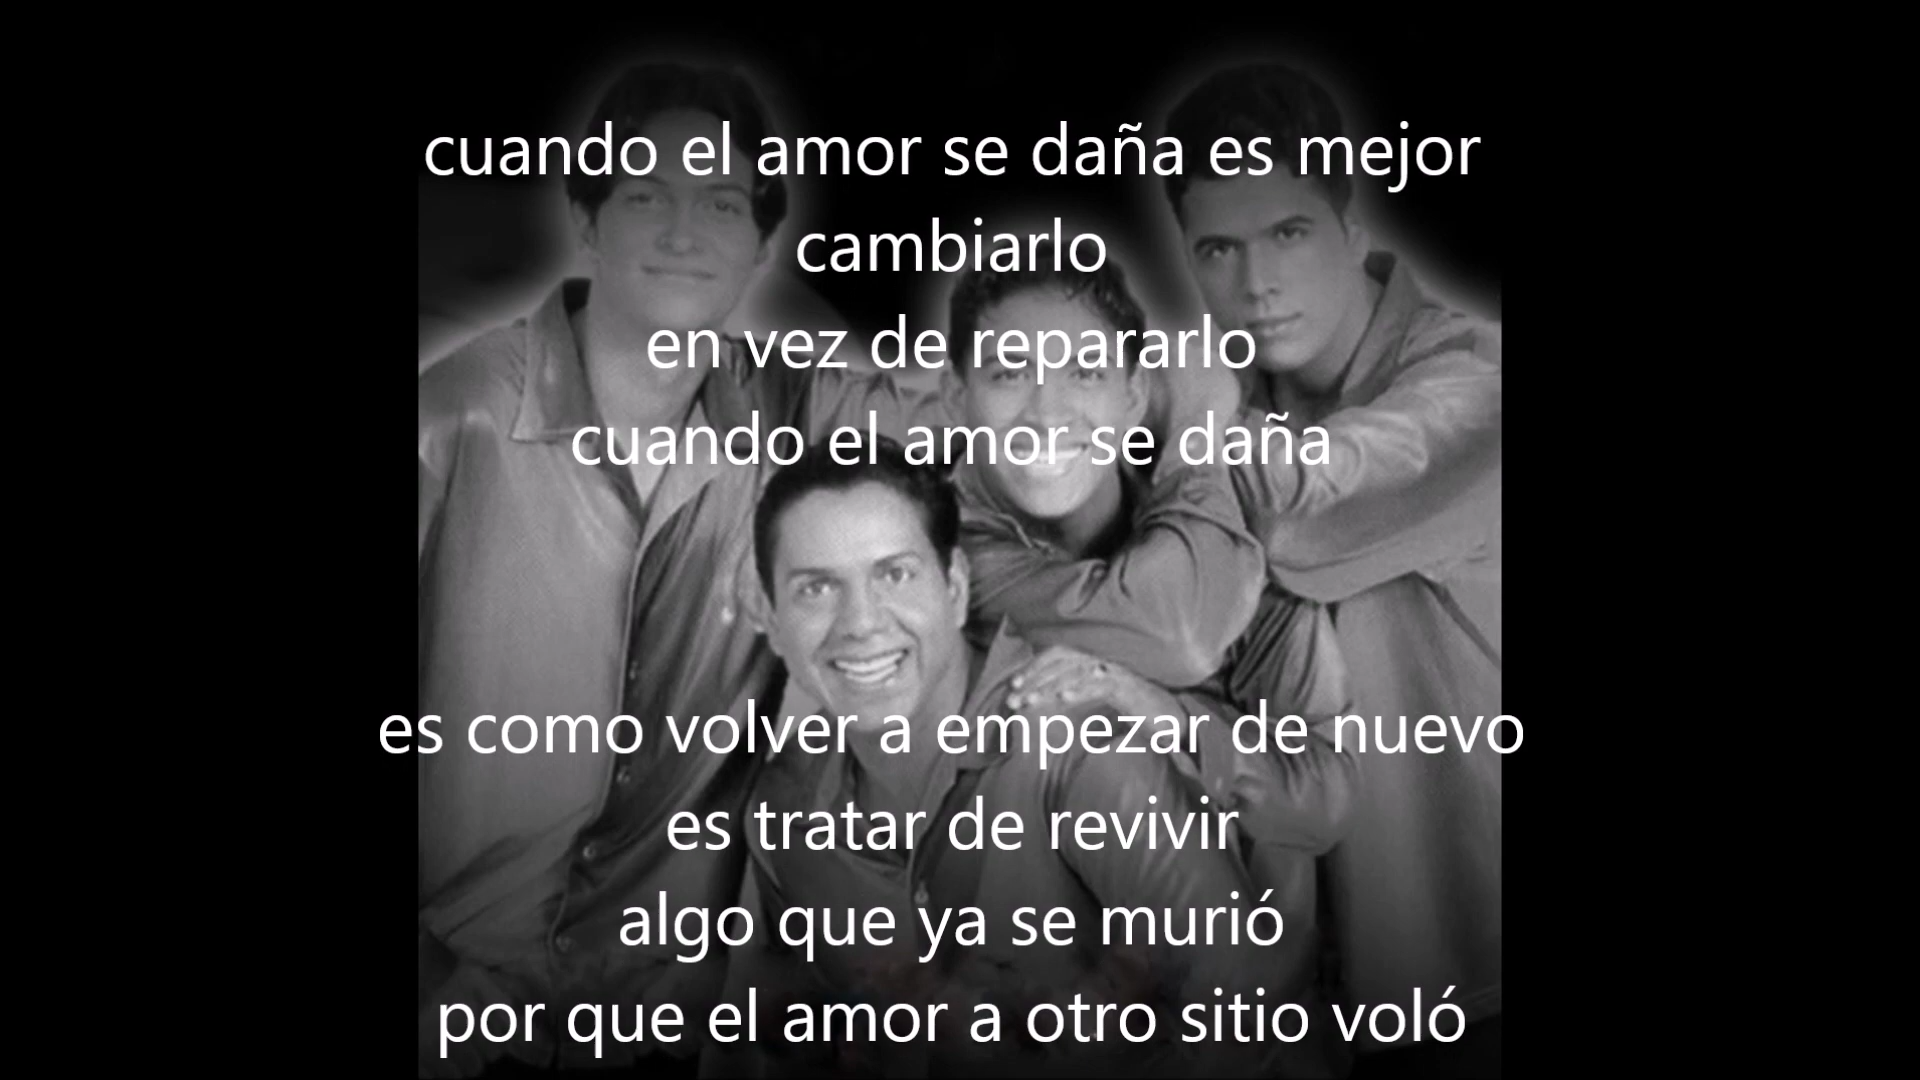 cuando el amor se daña es mejor
cambiarlo
en vez de repararlo
cuando el amor se daña
es como volver a empezar de nuevo
es tratar de revivir
algo que ya se murió
por que el amor a otro sitio voló